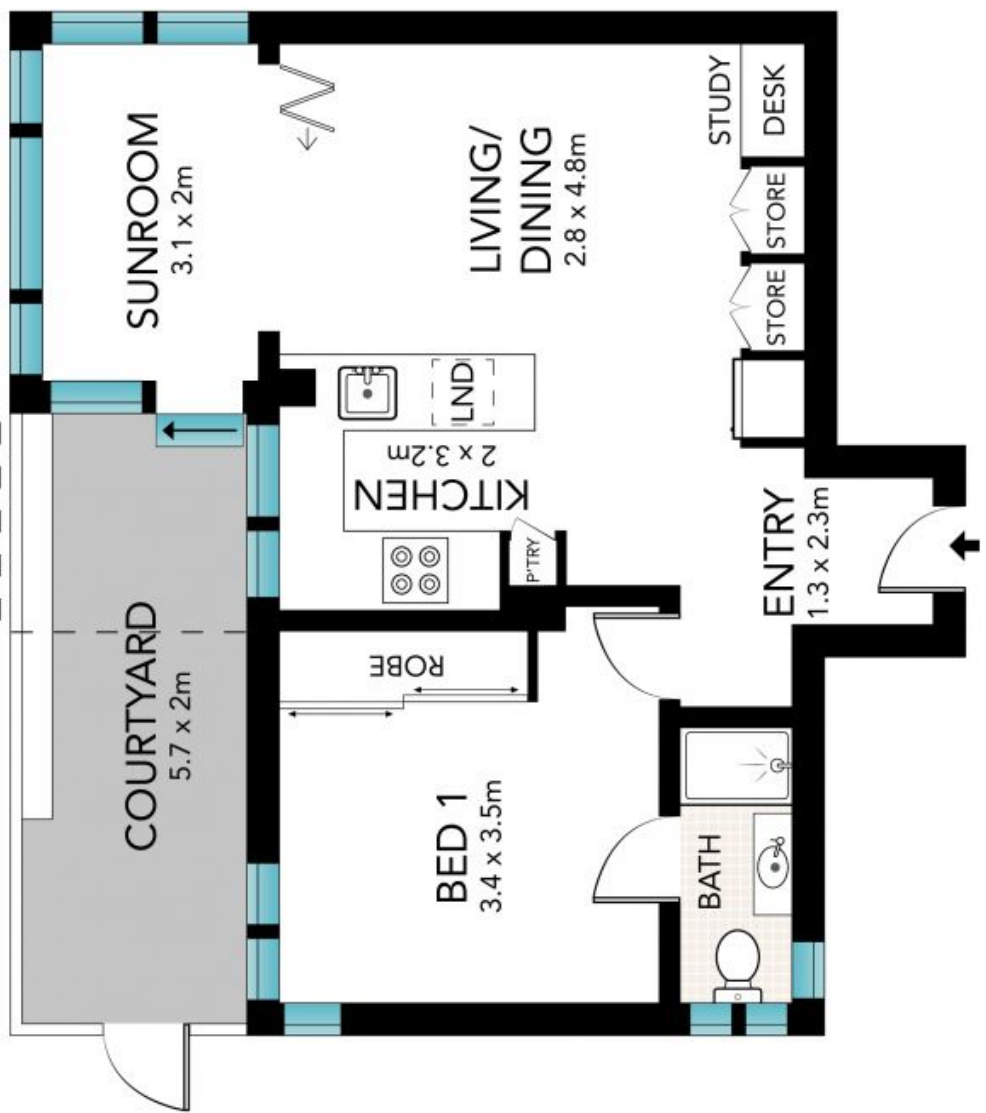 SUNROOM
3.1 x 2m
LIVING/
DINING
2.8 x 4.8m
STUDY
DESK
STORE
STORE
LND
KITCHEN
2 x 3.2m
P'TRY
ENTRY
1.3 x 2.3m
COURTYARD
5.7 x 2m
ROBE
BED 1
3.4 x 3.5m
BATH